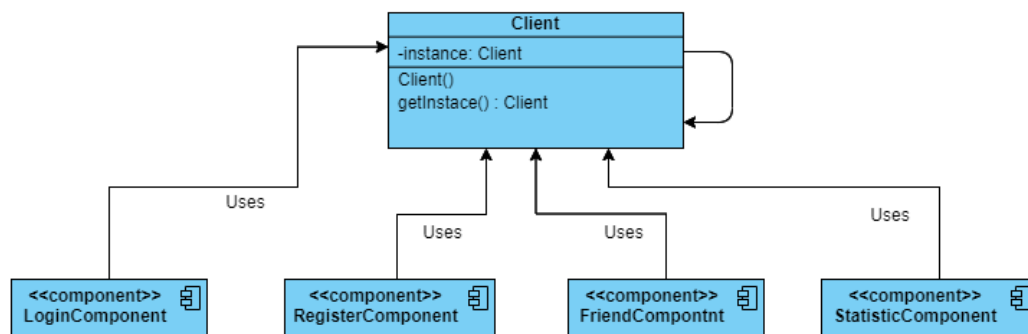 Client
-instance: Client
Client()
getInstace() : Client
Uses
Uses
Uses
Uses
<<component>>
LoginComponent
<<component>>
RegisterComponent
<<component>>
FriendCompontnt
<<component>>
StatisticComponent